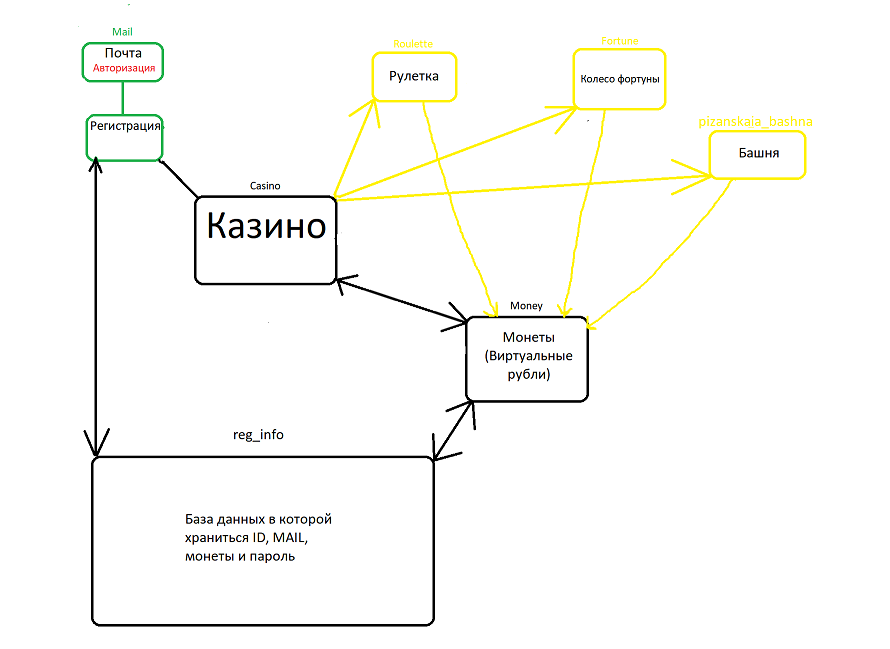 Mail
Почта
Авторизация
Регистрация
Roulette
Рулетка
Fortune
Колесо фортуны
pizanskaia_bashna
Башня
Casino
Казино
Money
Монеты
(Виртуальные
рубли)
reg_info
База данных в которой
храниться ID, MAIL,
монеты и пароль